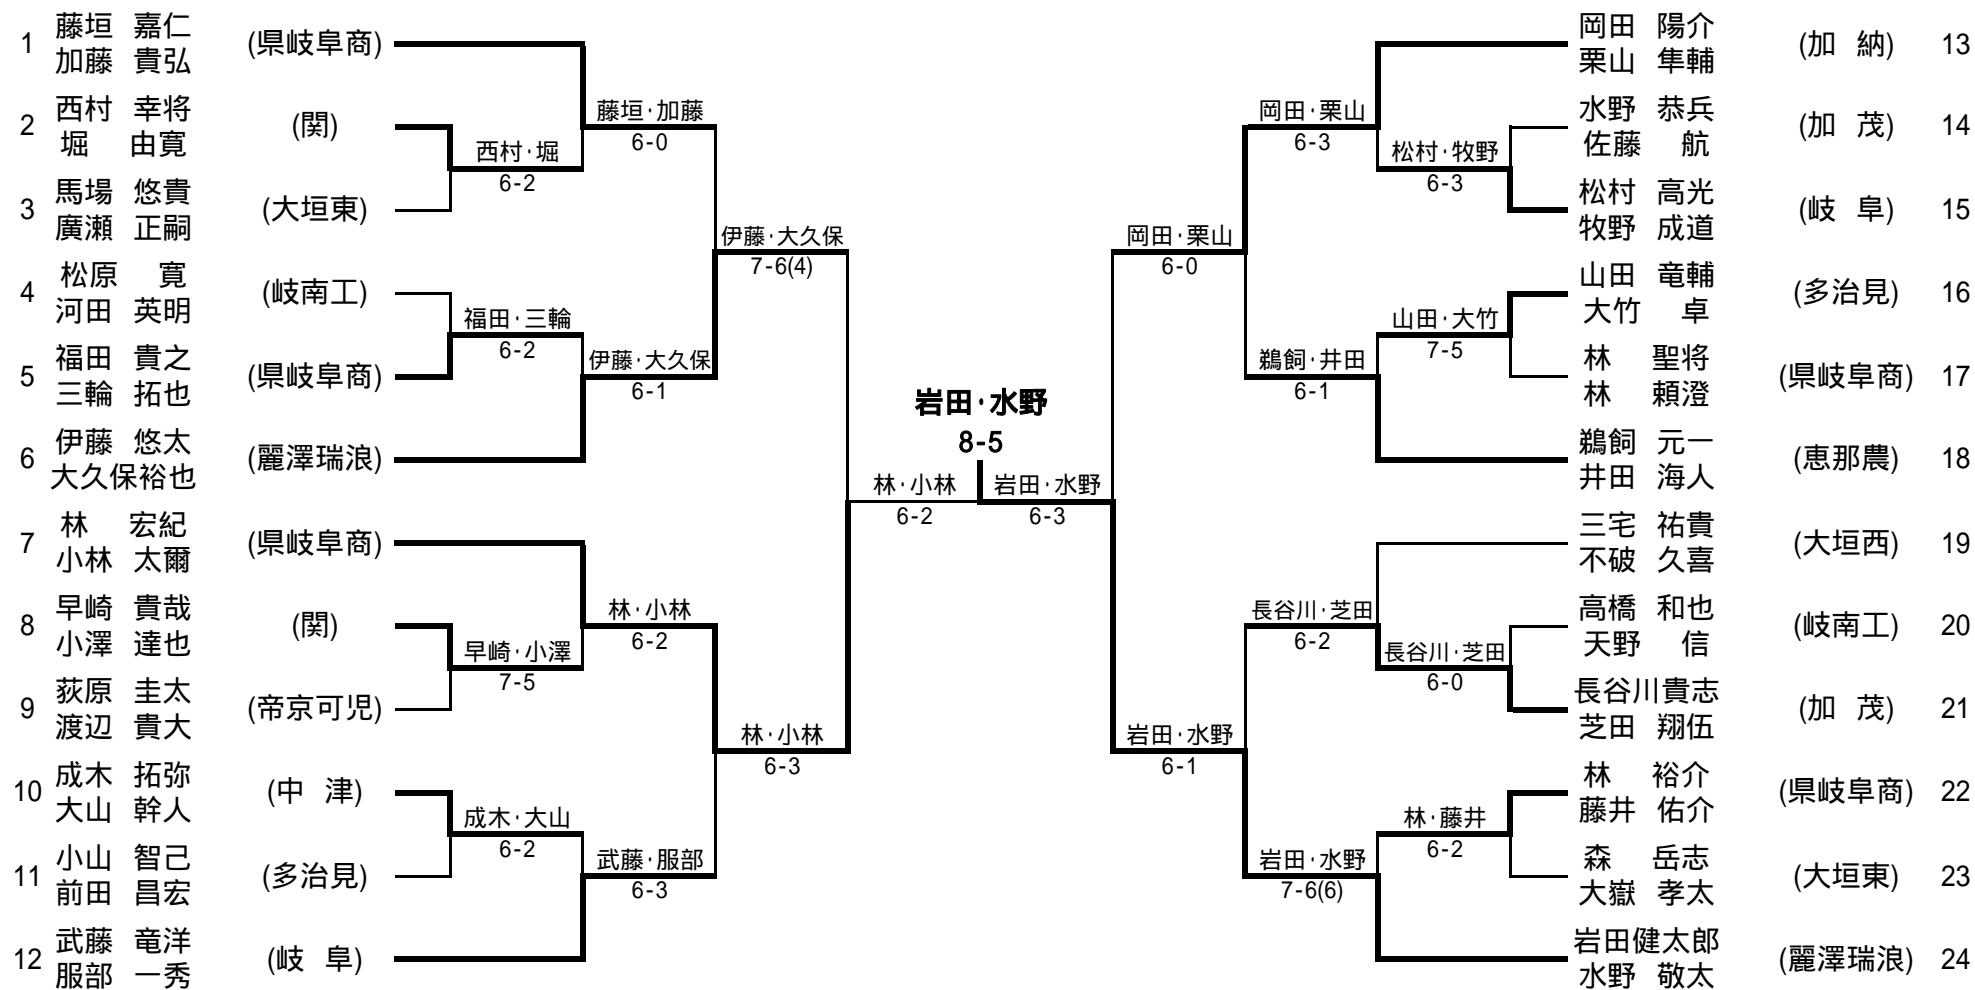 1 藤垣 嘉仁 (県岐阜商)
加藤 貴弘
2 西村 幸将 (関)
堀 由寛
3 馬場 悠貴 (大垣東)
廣瀬 正嗣
4 松原 寛 (岐南工)
河田 英明
5 福田 貴之 (県岐阜商)
三輪 拓也
6 伊藤 悠太 (麗澤瑞浪)
大久保裕也
7 林 宏紀 (県岐阜商)
小林 太爾
8 早崎 貴哉 (関)
小澤 達也
9 荻原 圭太 (帝京可児)
渡辺 貴大
10 成木 拓弥 (中 津)
大山 幹人
11 小山 智己 (多治見)
前田 昌宏
12 武藤 竜洋 (岐 阜)
服部 一秀
西村·堀
6-2
福田·三輪
6-2
早崎·小澤
7-5
成木·大山
6-2
藤垣·加藤
6-0
伊藤·大久保
6-1
林·小林
6-2
武藤·服部
6-3
伊藤·大久保
7-6(4)
林·小林
6-3
林·小林
6-2
岩田·水野
8-5
岩田·水野
6-3
岡田·栗山
6-0
岩田·水野
6-1
岡田·栗山
6-3
鵜飼·井田
6-1
長谷川·芝田
6-2
岩田·水野
7-6(6)
松村·牧野
6-3
山田·大竹
7-5
長谷川·芝田
6-0
林·藤井
6-2
岡田 陽介 (加 納) 13
栗山 隼輔
水野 恭兵 (加 茂) 14
佐藤 航
松村 高光 (岐 阜) 15
牧野 成道
山田 竜輔 (多治見) 16
大竹 卓
林 聖将 (県岐阜商) 17
林 頼澄
鵜飼 元一 (恵那農) 18
井田 海人
三宅 祐貴 (大垣西) 19
不破 久喜
高橋 和也 (岐南工) 20
天野 信
長谷川貴志 (加 茂) 21
芝田 翔伍
林 裕介 (県岐阜商) 22
藤井 佑介
森 岳志 (大垣東) 23
大嶽 孝太
岩田健太郎 (麗澤瑞浪) 24
水野 敬太